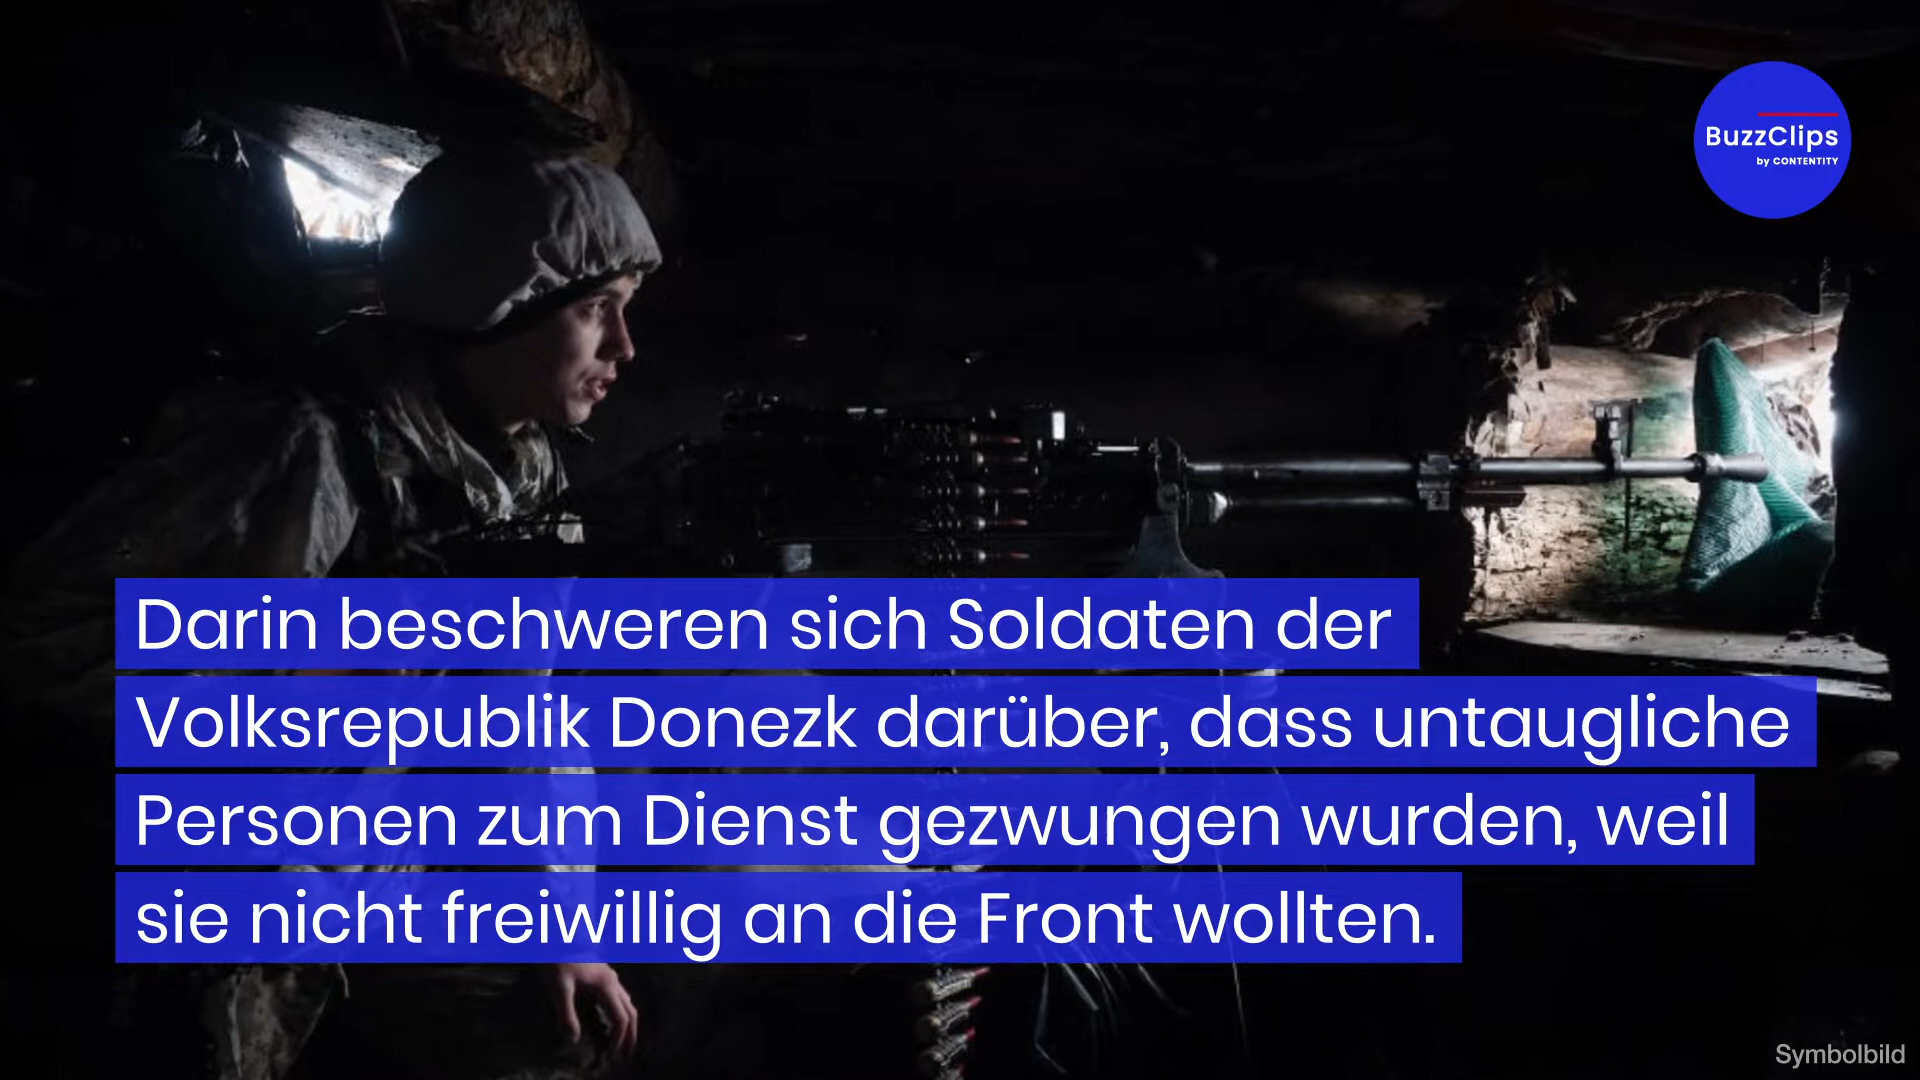 BuzzClips
by CONTENTITY
Darin beschweren sich Soldaten der
Volksrepublik Donezk darüber, dass untaugliche
Personen zum Dienst gezwungen wurden, weil
sie nicht freiwillig an die Front wollten.
Symbolbild